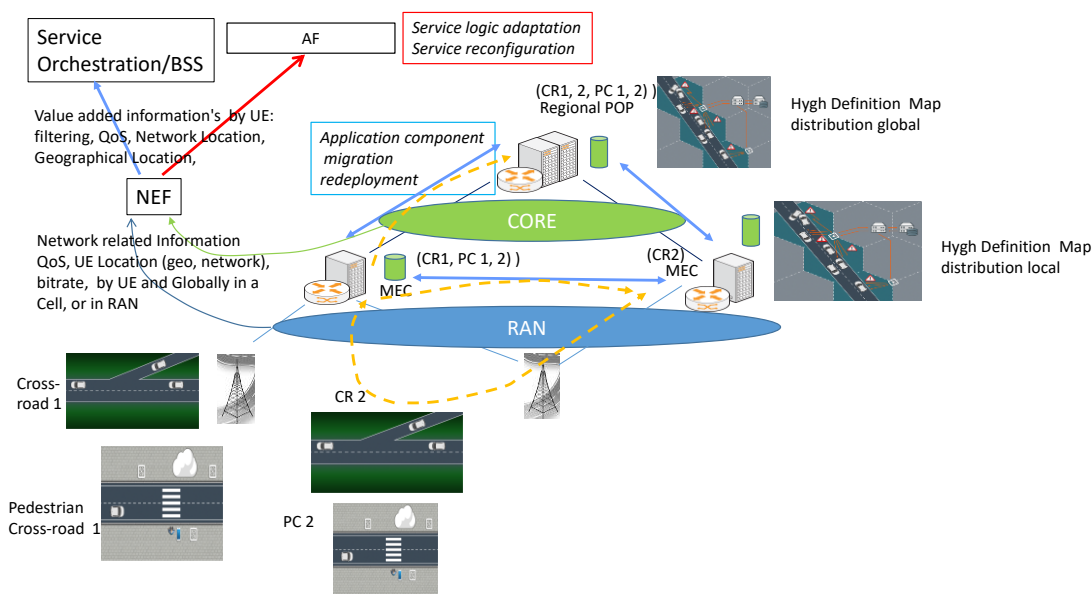 Service
Orchestration/BSS
AF
Service logic adaptation
Service reconfiguration
Value added information's by UE:
filtering, QoS, Network Location,
Geographical Location,
Application component
migration
redeployment
(CR1, 2, PC 1, 2) )
Regional POP
Hygh Definition Map
distribution global
NEF
CORE
Network related Information
QoS, UE Location (geo, network),
bitrate, by UE and Globally in a
Cell, or in RAN
(CR1, PC 1, 2) )
MEC
(CR2)
MEC
Hygh Definition Map
distribution local
RAN
Cross-
road 1
CR 2
Pedestrian
Cross-road 1
PC 2